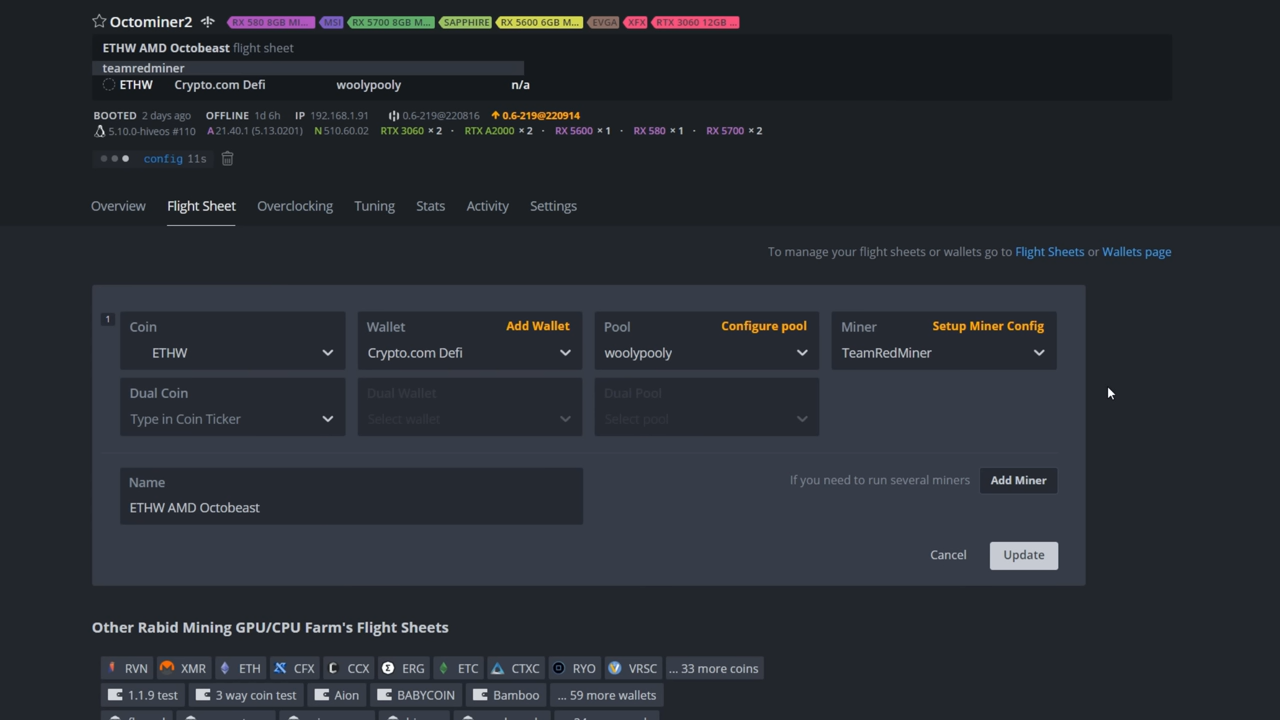 Octominer2 RX 580 8GB MI... MSI RX 5700 8GB M... SAPPHIRE RX 5600 6GB M... EVGA XFX RTX 3060 12GB ...
ETHW AMD Octobeast flight sheet
teamredminer
ETHW Crypto.com Defi woolypooly n/a
BOOTED 2 days ago OFFLINE 1d 6h IP 192.168.1.91 0.6-219@220816 0.6-219@220914
5.10.0-hiveos #110 A 21.40.1 (5.13.0201) N 510.60.02 RTX 3060 × 2 · RTX A2000 × 2 · RX 5600 × 1 · RX 580 × 1 · RX 5700 × 2
config 11s
Overview Flight Sheet Overclocking Tuning Stats Activity Settings
To manage your flight sheets or wallets go to Flight Sheets or Wallets page
1
Coin Wallet Add Wallet Pool Configure pool Miner Setup Miner Config
ETHW Crypto.com Defi woolypooly TeamRedMiner
Dual Coin Dual Wallet Dual Pool
Type in Coin Ticker Select wallet Select pool
Name
ETHW AMD Octobeast
If you need to run several miners Add Miner
Cancel Update
Other Rabid Mining GPU/CPU Farm's Flight Sheets
RVN XMR ETH CFX CCX ERG ETC CTXC RYO VRSC ... 33 more coins
1.1.9 test 3 way coin test Aion BABYCOIN Bamboo ... 59 more wallets